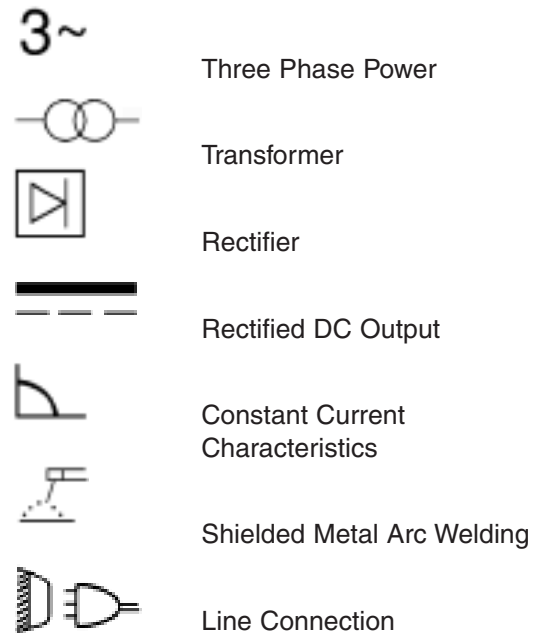 3~
Three Phase Power
Transformer
Rectifier
Rectified DC Output
Constant Current
Characteristics
Shielded Metal Arc Welding
Line Connection